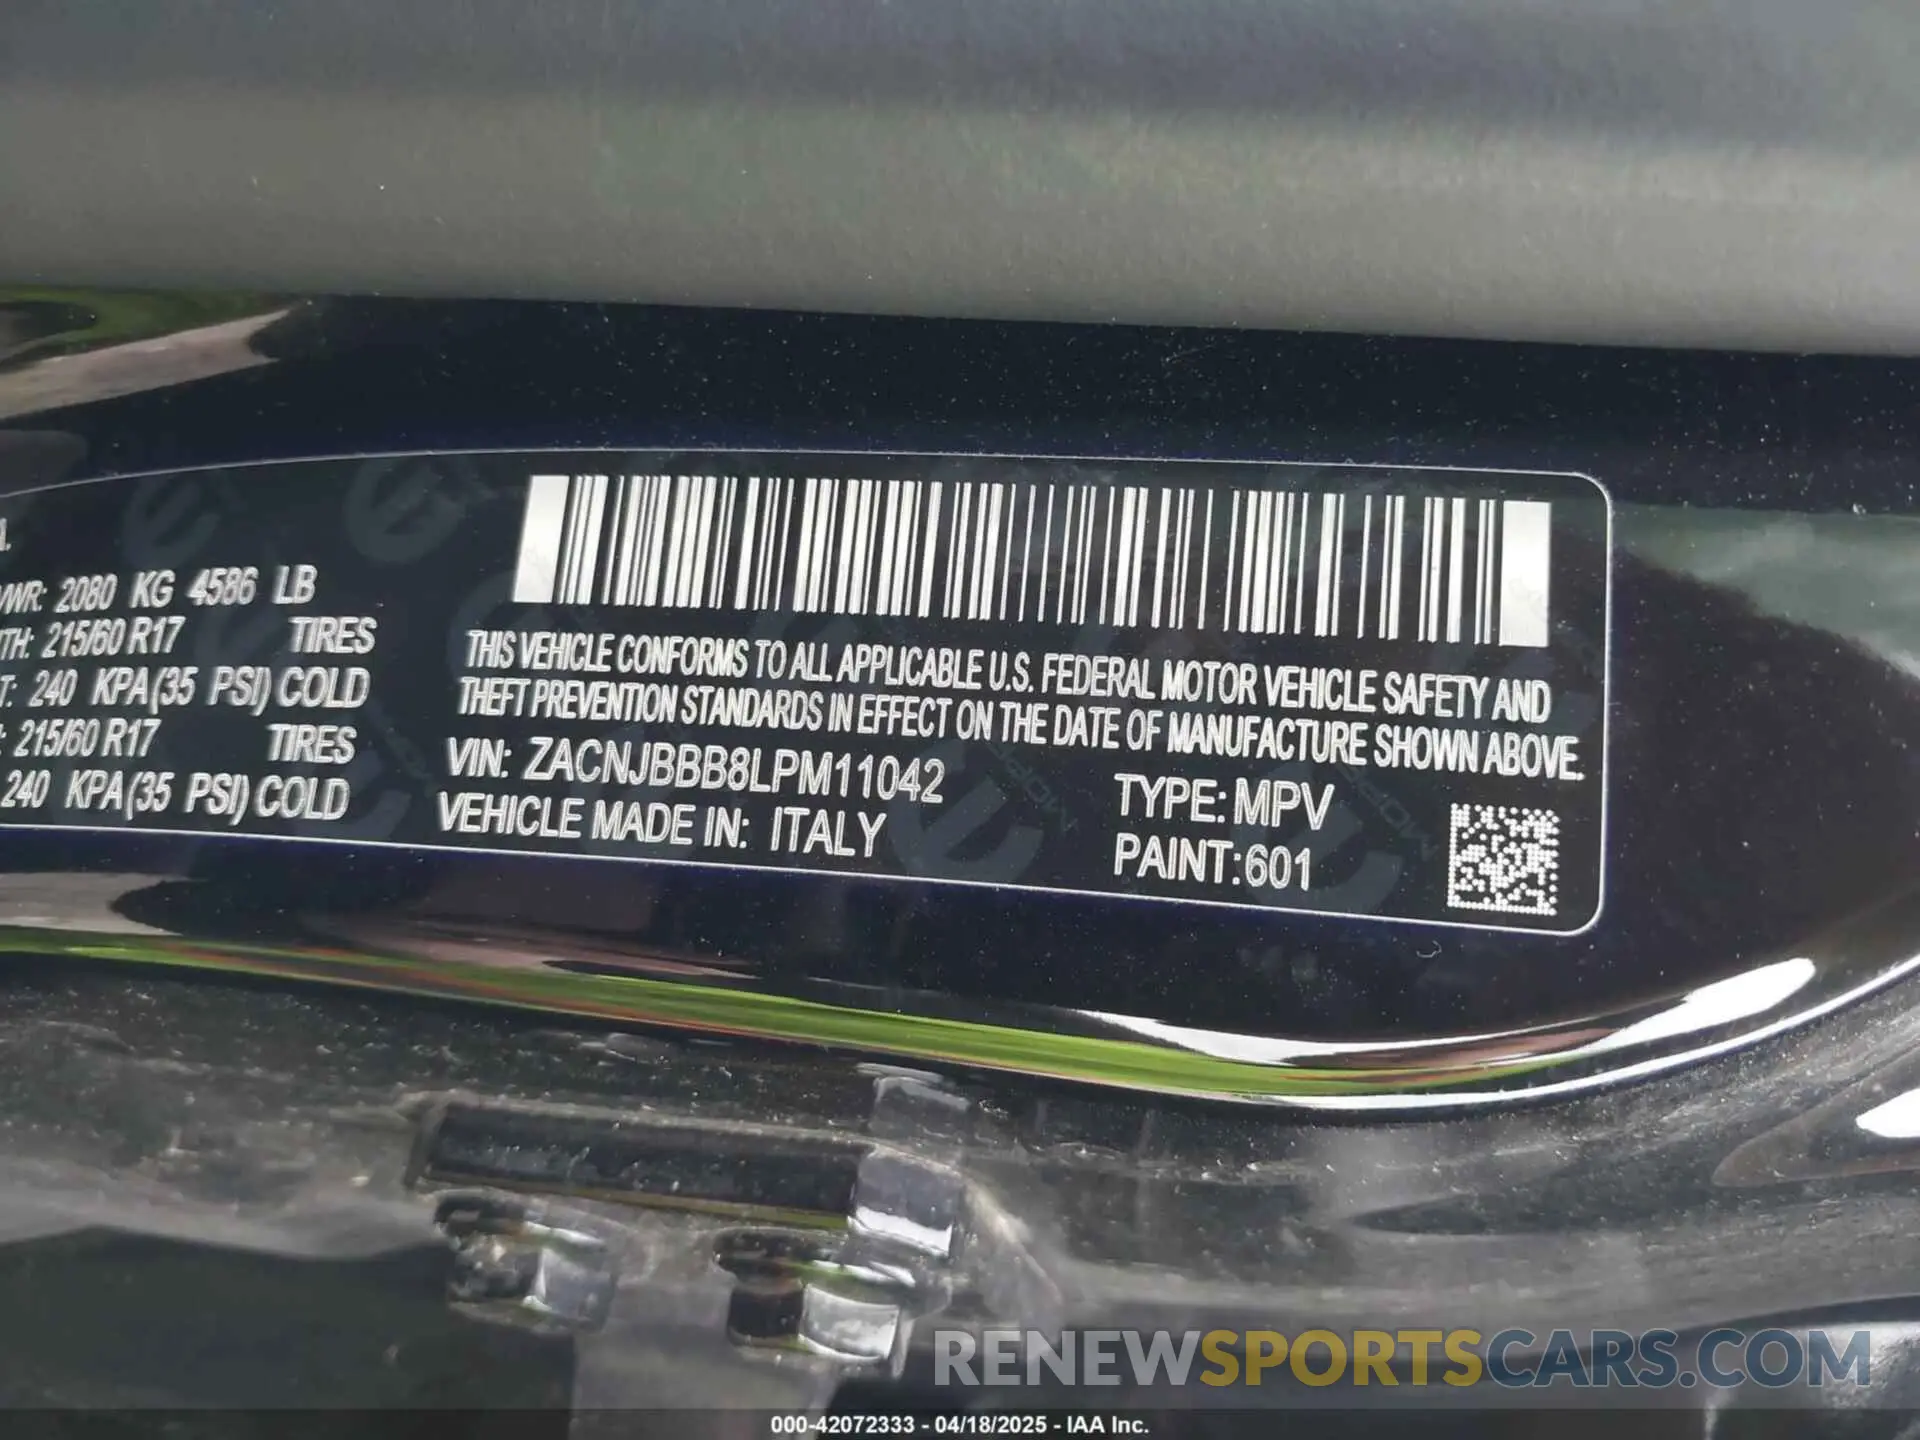 A.
VWR: 2080 KG 4586 LB
TH: 215/60 R17 TIRES
T: 240 KPA(35 PSI) COLD
: 215/60 R17 TIRES
240 KPA(35 PSI) COLD
THIS VEHICLE CONFORMS TO ALL APPLICABLE U.S. FEDERAL MOTOR VEHICLE SAFETY AND
THEFT PREVENTION STANDARDS IN EFFECT ON THE DATE OF MANUFACTURE SHOWN ABOVE.
VIN: ZACNJBBB8LPM11042
TYPE: MPV
VEHICLE MADE IN: ITALY
PAINT:601
RENEWSPORTSCARS.COM
000-42072333 - 04/18/2025 - IAA Inc.